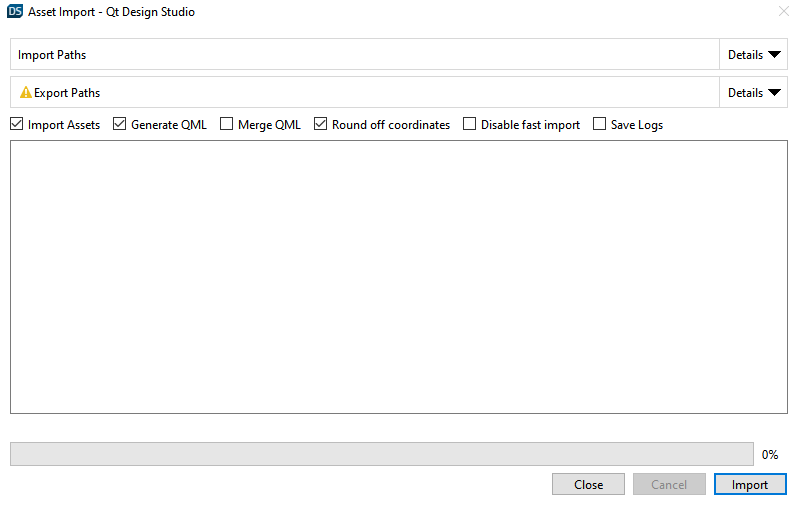 DS Asset Import - Qt Design Studio
Import Paths Details
Export Paths Details
Import Assets Generate QML Merge QML Round off coordinates Disable fast import Save Logs
0%
Close Cancel Import